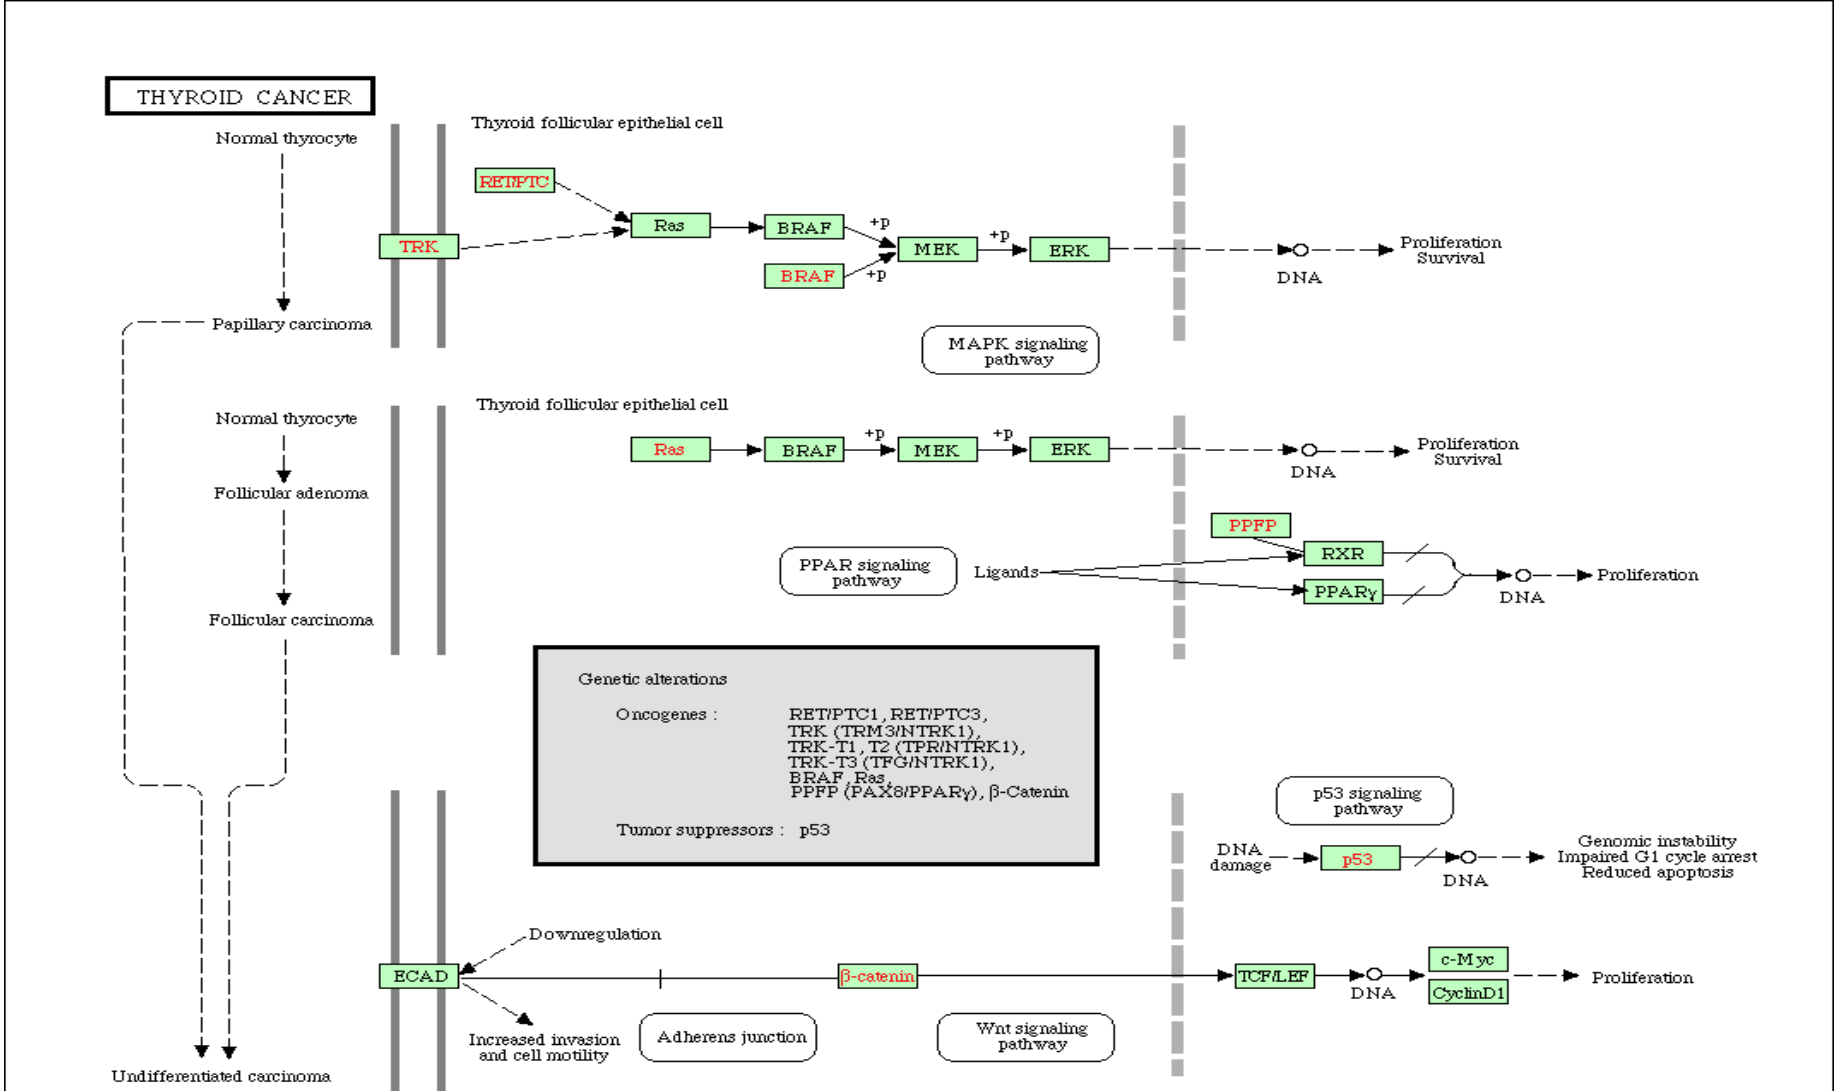 THYROID CANCER
Normal thyrocyte
Thyroid follicular epithelial cell
RET/PTC
TRK
Ras
BRAF
+p
BRAF
+p
MEK
+p
ERK
DNA
Proliferation
Survival
Papillary carcinoma
MAPK signaling
pathway
Normal thyrocyte
Thyroid follicular epithelial cell
Ras
BRAF
+p
MEK
+p
ERK
DNA
Proliferation
Survival
Follicular adenoma
PPFP
RXR
PPAR signaling
pathway
Ligands
PPARγ
DNA
Proliferation
Follicular carcinoma
Genetic alterations
Oncogenes :
RET/PTC1, RET/PTC3,
TRK (TRM3/NTRK1),
TRK-T1, T2 (TPR/NTRK1),
TRK-T3 (TFG/NTRK1),
BRAF, Ras,
PPFP (PAX8/PPARγ), β-Catenin
Tumor suppressors : p53
p53 signaling
pathway
DNA
damage
p53
DNA
Genomic instability
Impaired G1 cycle arrest
Reduced apoptosis
Downregulation
ECAD
β-catenin
TCF/LEF
DNA
c-Myc
CyclinD1
Proliferation
Increased invasion
and cell motility
Adherens junction
Wnt signaling
pathway
Undifferentiated carcinoma